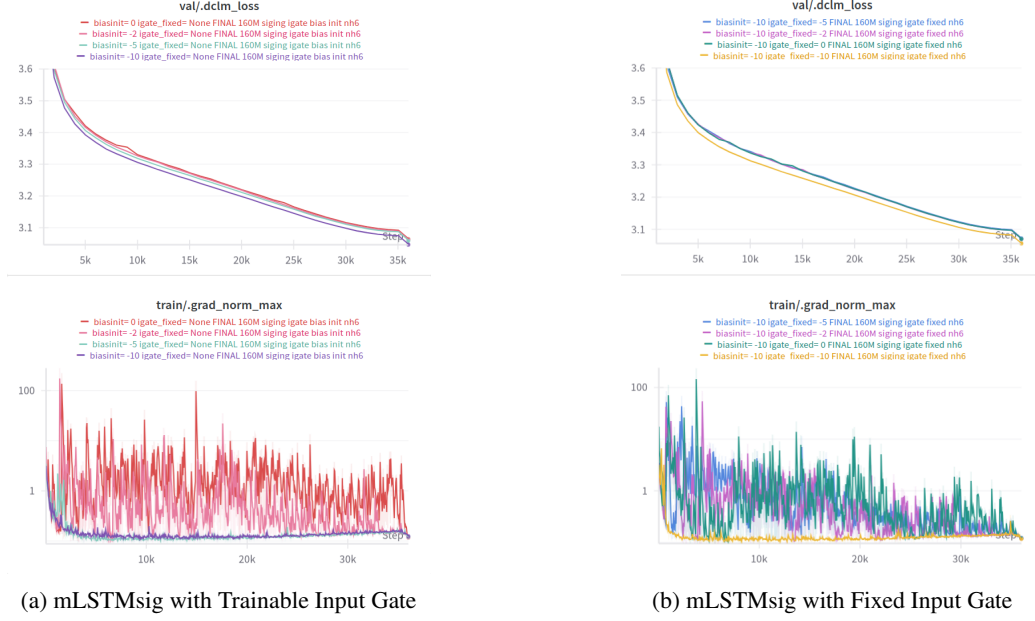 val/.dclm_loss
biasinit= 0 igate_fixed= None FINAL 160M siging igate bias init nh6
biasinit= -2 igate_fixed= None FINAL 160M siging igate bias init nh6
biasinit= -5 igate_fixed= None FINAL 160M siging igate bias init nh6
biasinit= -10 igate_fixed= None FINAL 160M siging igate bias init nh6
3.6
3.5
3.4
3.3
3.2
3.1
Step
5k 10k 15k 20k 25k 30k 35k
val/.dclm_loss
biasinit= -10 igate_fixed= -5 FINAL 160M siging igate fixed nh6
biasinit= -10 igate_fixed= -2 FINAL 160M siging igate fixed nh6
biasinit= -10 igate_fixed= 0 FINAL 160M siging igate fixed nh6
biasinit= -10 igate_fixed= -10 FINAL 160M siging igate fixed nh6
3.6
3.5
3.4
3.3
3.2
3.1
Step
5k 10k 15k 20k 25k 30k 35k
train/.grad_norm_max
biasinit= 0 igate_fixed= None FINAL 160M siging igate bias init nh6
biasinit= -2 igate_fixed= None FINAL 160M siging igate bias init nh6
biasinit= -5 igate_fixed= None FINAL 160M siging igate bias init nh6
biasinit= -10 igate_fixed= None FINAL 160M siging igate bias init nh6
100
1
Step
10k 20k 30k
train/.grad_norm_max
biasinit= -10 igate_fixed= -5 FINAL 160M siging igate fixed nh6
biasinit= -10 igate_fixed= -2 FINAL 160M siging igate fixed nh6
biasinit= -10 igate_fixed= 0 FINAL 160M siging igate fixed nh6
biasinit= -10 igate_fixed= -10 FINAL 160M siging igate fixed nh6
100
1
Step
10k 20k 30k
(a) mLSTMsig with Trainable Input Gate
(b) mLSTMsig with Fixed Input Gate